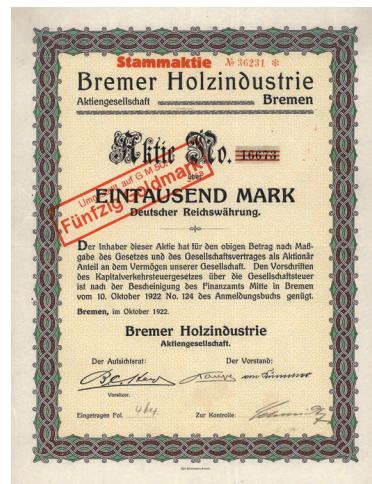 Stammaktie № 36231 *
Bremer Holzindustrie
Aktiengesellschaft Bremen
Aktie No. 16673
über
Umgestellt auf G.M. 50.-
Fünfzig Goldmark
EINTAUSEND MARK
Deutscher Reichswährung.
Der Inhaber dieser Aktie hat für den obigen Betrag nach Maß-
gabe des Gesetzes und des Gesellschaftsvertrages als Aktionär
Anteil an dem Vermögen unserer Gesellschaft. Den Vorschriften
des Kapitalverkehrsteuergesetzes über die Gesellschaftsteuer
ist nach der Bescheinigung des Finanzamts Mitte in Bremen
vom 10. Oktober 1922 No. 124 des Anmeldungsbuchs genügt.
Bremen, im Oktober 1922.
Bremer Holzindustrie
Aktiengesellschaft.
Der Aufsichtsrat: Der Vorstand:
Vorsitzer.
Eingetragen Fol. Zur Kontrolle: